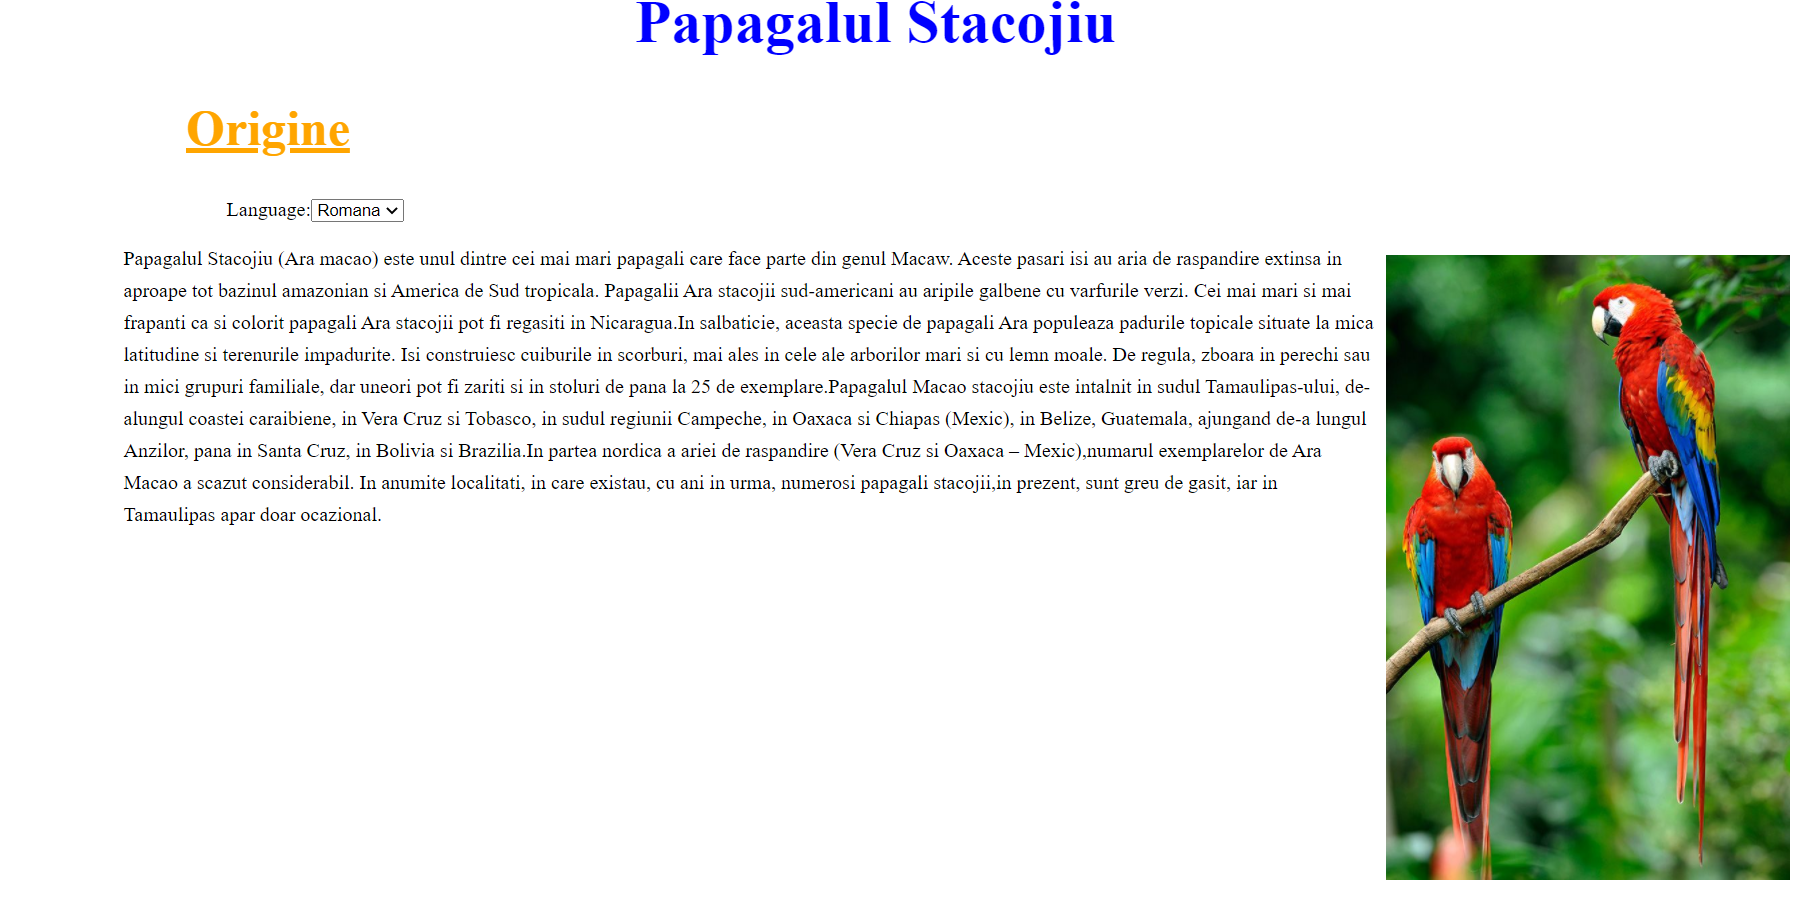 Papagalul Stacojiu
Origine
Language: Romana
Papagalul Stacojiu (Ara macao) este unul dintre cei mai mari papagali care face parte din genul Macaw. Aceste pasari isi au aria de raspandire extinsa in
aproape tot bazinul amazonian si America de Sud tropicala. Papagalii Ara stacojii sud-americani au aripile galbene cu varfurile verzi. Cei mai mari si mai
frapanti ca si colorit papagali Ara stacojii pot fi regasiti in Nicaragua.In salbaticie, aceasta specie de papagali Ara populeaza padurile topicale situate la mica
latitudine si terenurile impadurite. Isi construiesc cuiburile in scorburi, mai ales in cele ale arborilor mari si cu lemn moale. De regula, zboara in perechi sau
in mici grupuri familiale, dar uneori pot fi zariti si in stoluri de pana la 25 de exemplare.Papagalul Macao stacojiu este intalnit in sudul Tamaulipas-ului, de-
alungul coastei caraibiene, in Vera Cruz si Tobasco, in sudul regiunii Campeche, in Oaxaca si Chiapas (Mexic), in Belize, Guatemala, ajungand de-a lungul
Anzilor, pana in Santa Cruz, in Bolivia si Brazilia.In partea nordica a ariei de raspandire (Vera Cruz si Oaxaca – Mexic),numarul exemplarelor de Ara
Macao a scazut considerabil. In anumite localitati, in care existau, cu ani in urma, numerosi papagali stacojii,in prezent, sunt greu de gasit, iar in
Tamaulipas apar doar ocazional.